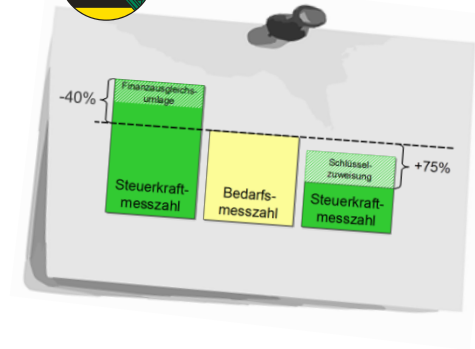 -40%
Finanzausgleichs-
umlage
Steuerkraft-
messzahl
Bedarfs-
messzahl
Schlüssel-
zuweisung
Steuerkraft-
messzahl
+75%